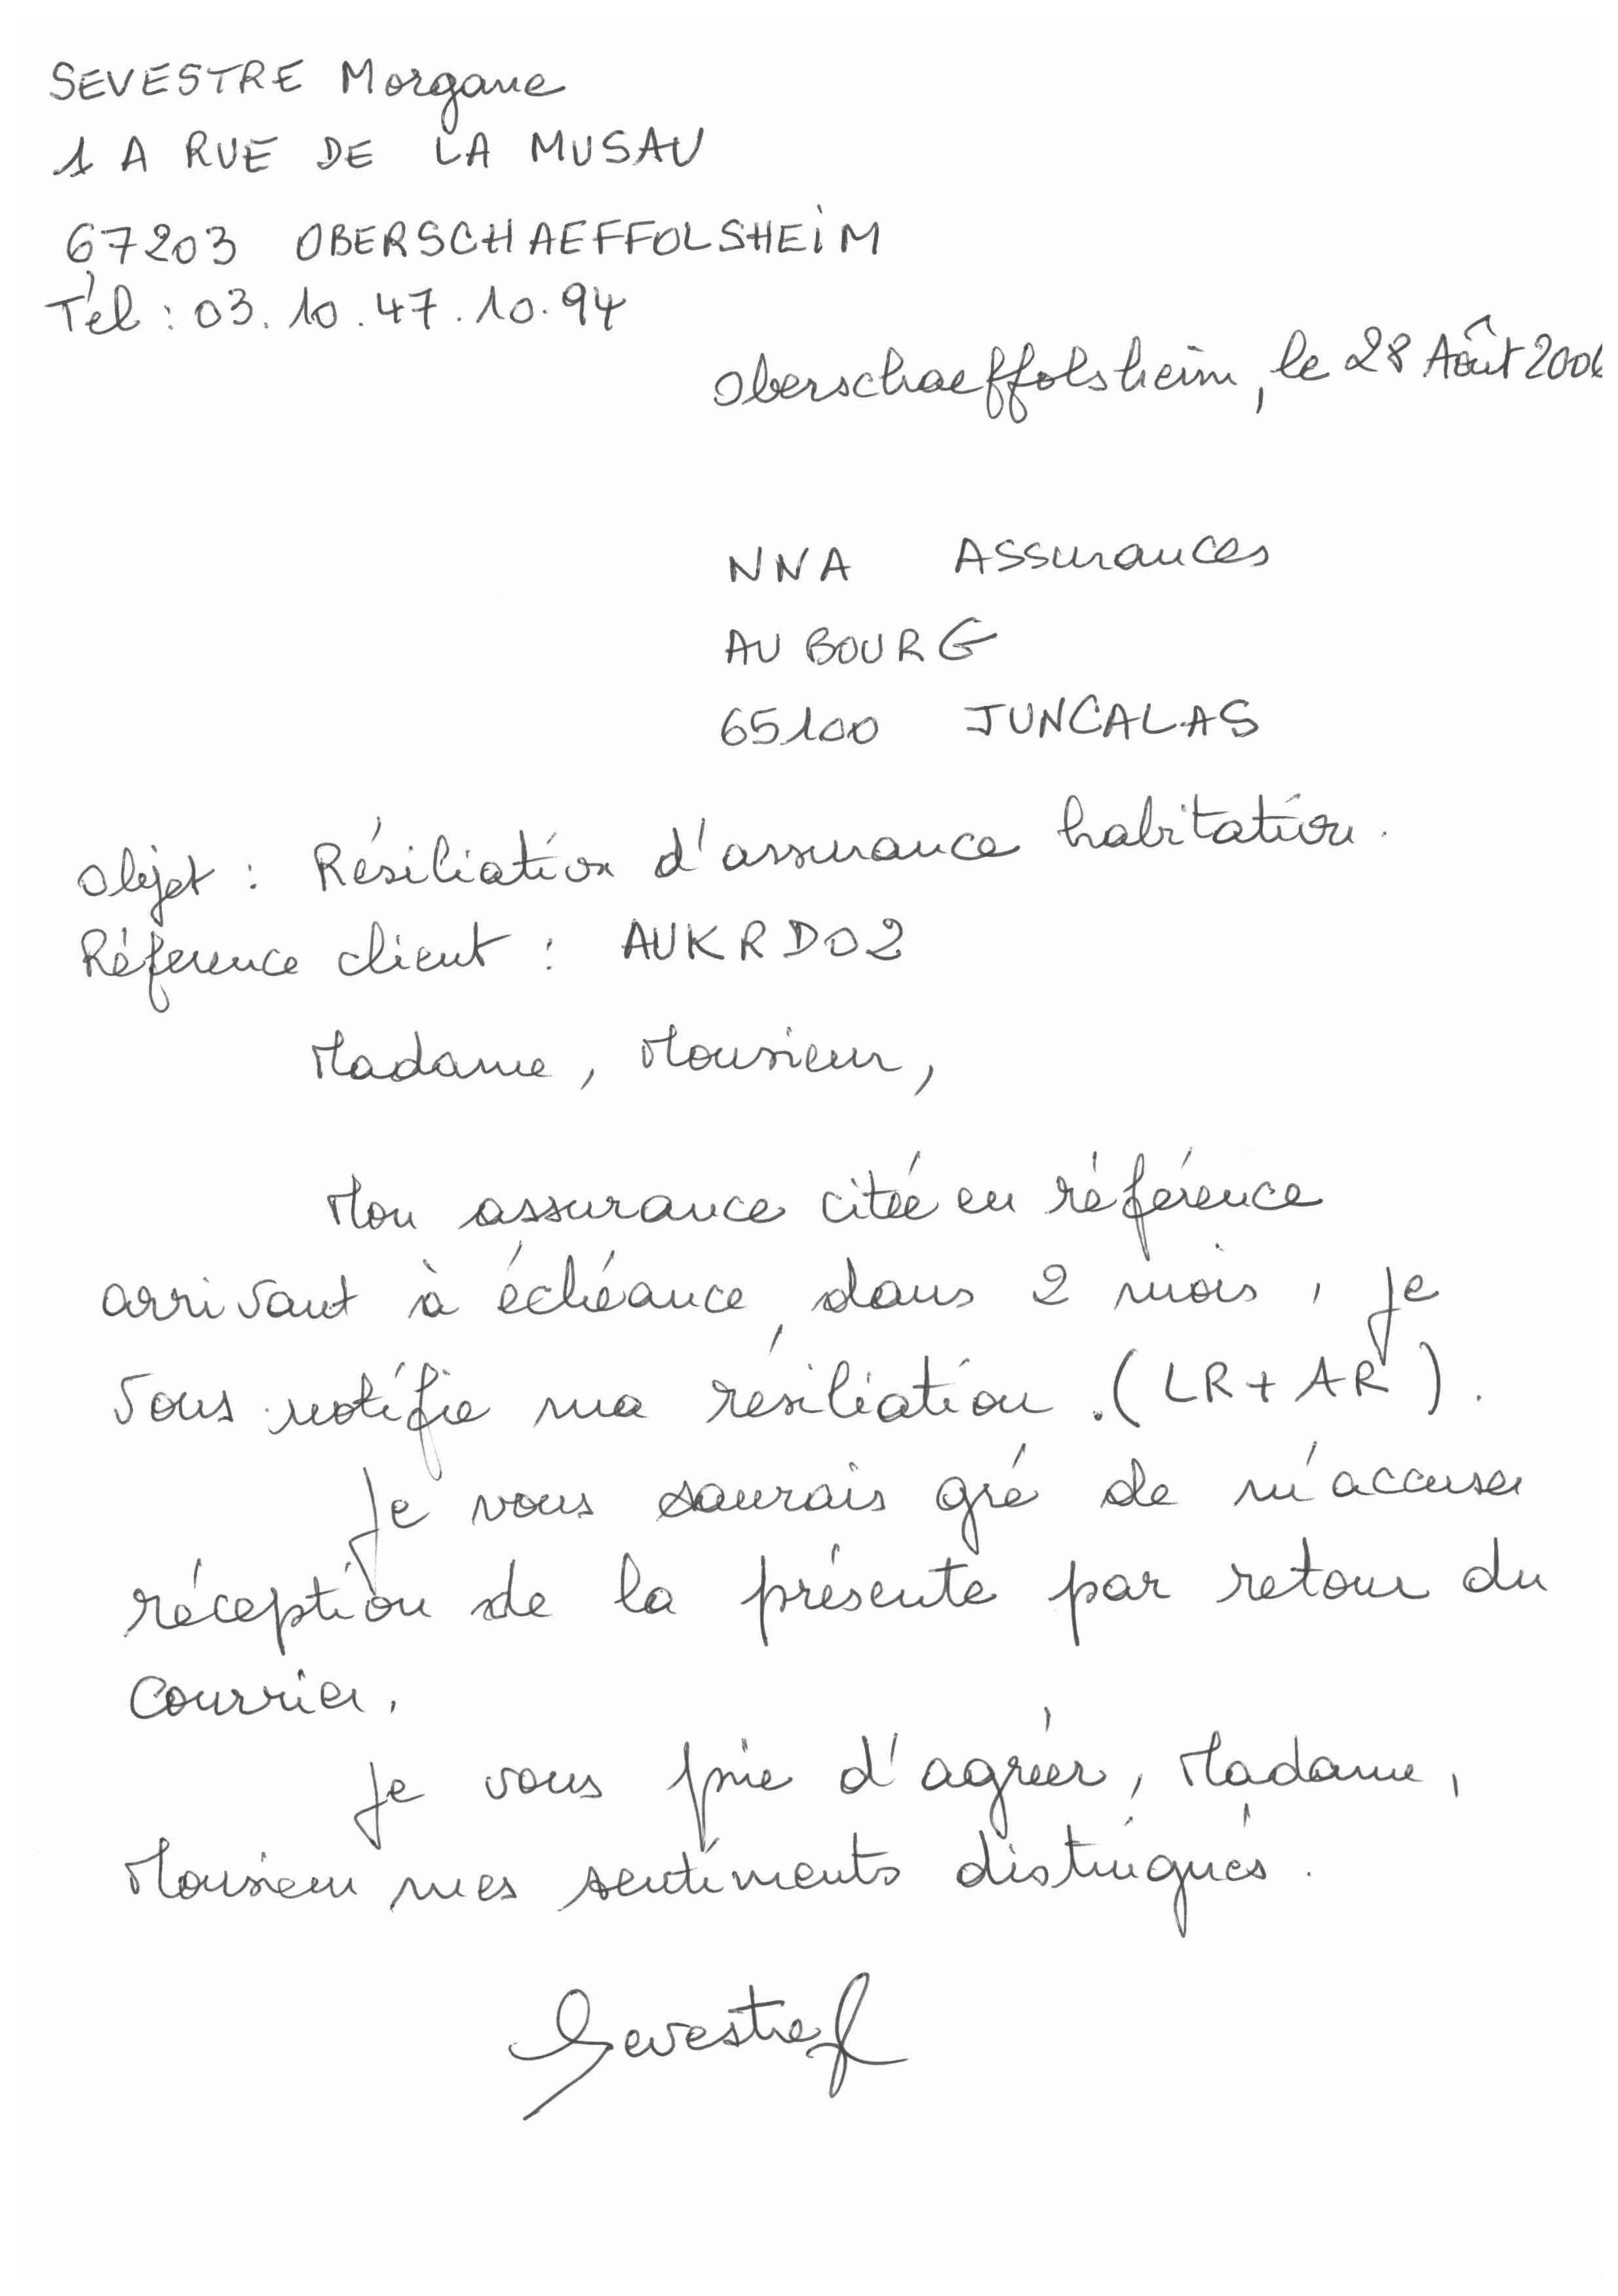 SEVESTRE Morgane
1 A RUE DE LA MUSAU
67203 OBERSCHAEFFOLSHEiM
Tél : 03.10.47.10.94
Oberschaeffolsheim, le 28 Août 2006
NNA Assurances
AU BOURG
65100 JUNCALAS
Objet : Résiliation d'assurance habitation.
Réference client : AUKRD02
Madame, Monsieur,
Mon assurance citée en référence
arrivant à échéance dans 2 mois, je
vous notifie ma résiliation.(LR+AR).
Je vous saurais gré de m'accuser
réception de la présente par retour du
courrier.
Je vous prie d'agréer, Madame,
Monsieur mes sentiments distingués.
Sevestre